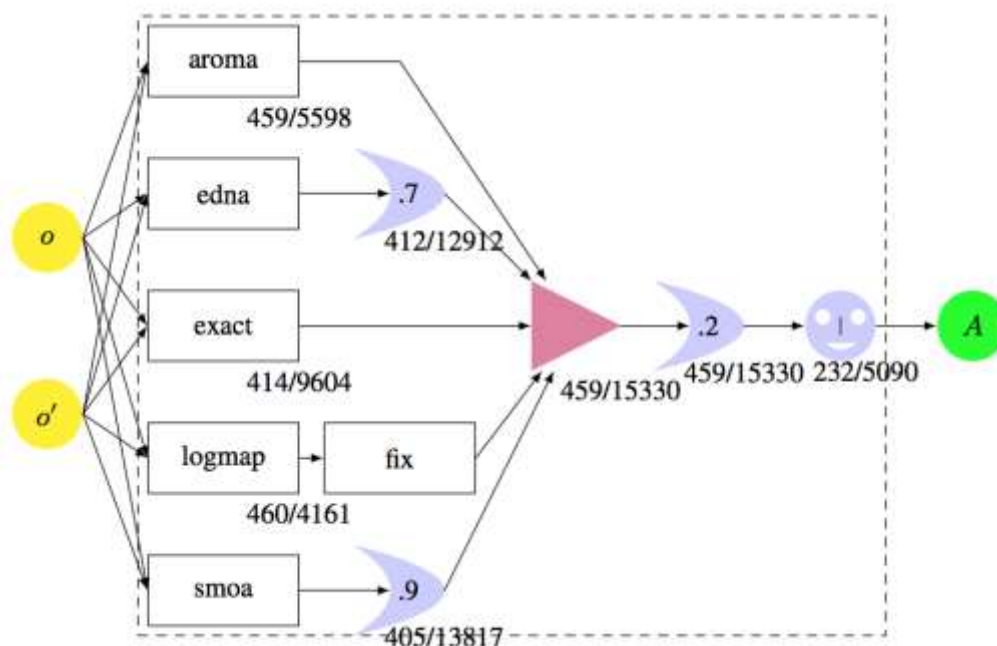 aroma
459/5598
edna
.7
412/12912
o
exact
414/9604
.2
A
459/15330
459/15330
232/5090
o′
logmap
fix
460/4161
smoa
.9
405/13817